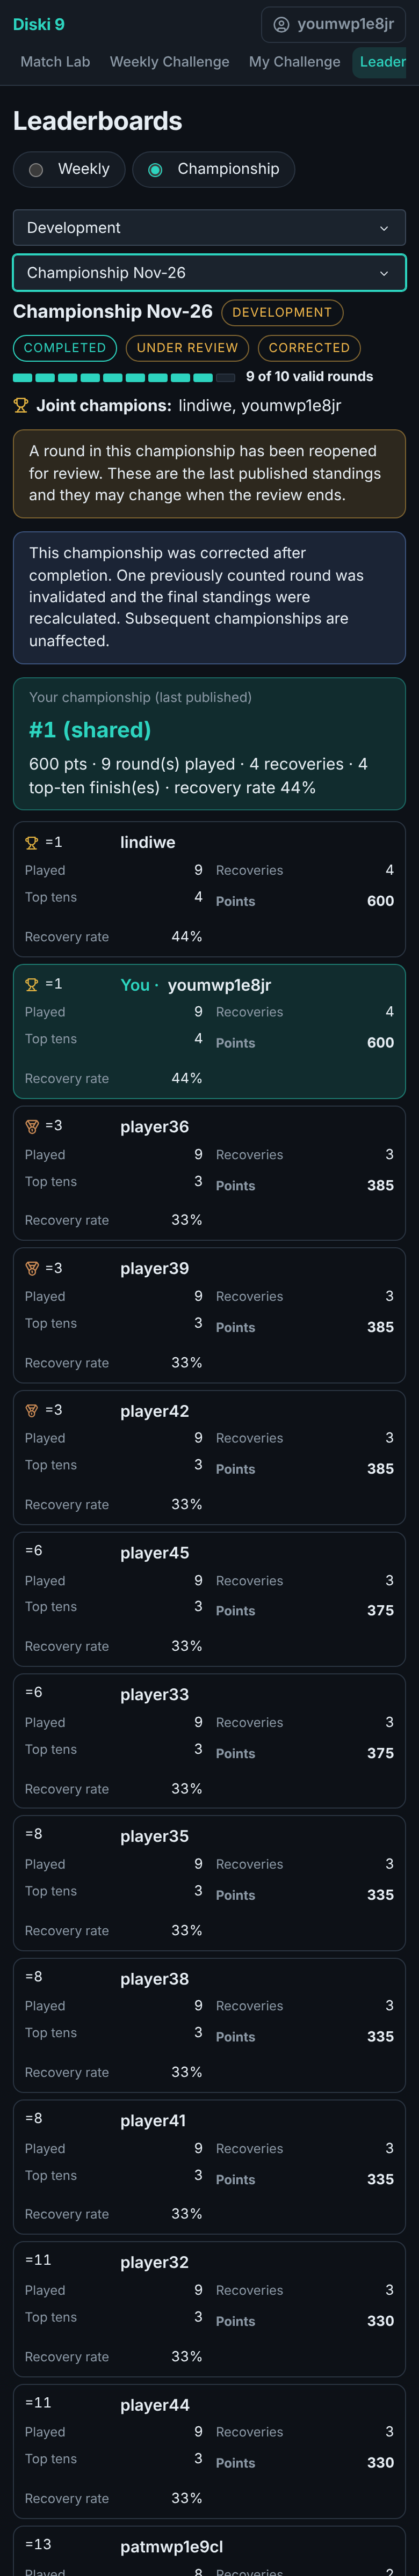 Diski 9
youmwp1e8jr
Match Lab Weekly Challenge My Challenge Leader
Leaderboards
Weekly Championship
Development
Championship Nov-26
Championship Nov-26 DEVELOPMENT
COMPLETED UNDER REVIEW CORRECTED
9 of 10 valid rounds
Joint champions: lindiwe, youmwp1e8jr
A round in this championship has been reopened
for review. These are the last published standings
and they may change when the review ends.
This championship was corrected after
completion. One previously counted round was
invalidated and the final standings were
recalculated. Subsequent championships are
unaffected.
Your championship (last published)
#1 (shared)
600 pts · 9 round(s) played · 4 recoveries · 4
top-ten finish(es) · recovery rate 44%
=1 lindiwe
Played 9 Recoveries 4
Top tens 4 Points 600
Recovery rate 44%
=1 You · youmwp1e8jr
Played 9 Recoveries 4
Top tens 4 Points 600
Recovery rate 44%
=3 player36
Played 9 Recoveries 3
Top tens 3 Points 385
Recovery rate 33%
=3 player39
Played 9 Recoveries 3
Top tens 3 Points 385
Recovery rate 33%
=3 player42
Played 9 Recoveries 3
Top tens 3 Points 385
Recovery rate 33%
=6 player45
Played 9 Recoveries 3
Top tens 3 Points 375
Recovery rate 33%
=6 player33
Played 9 Recoveries 3
Top tens 3 Points 375
Recovery rate 33%
=8 player35
Played 9 Recoveries 3
Top tens 3 Points 335
Recovery rate 33%
=8 player38
Played 9 Recoveries 3
Top tens 3 Points 335
Recovery rate 33%
=8 player41
Played 9 Recoveries 3
Top tens 3 Points 335
Recovery rate 33%
=11 player32
Played 9 Recoveries 3
Top tens 3 Points 330
Recovery rate 33%
=11 player44
Played 9 Recoveries 3
Top tens 3 Points 330
Recovery rate 33%
=13 patmwp1e9cl
Played 8 Recoveries 2